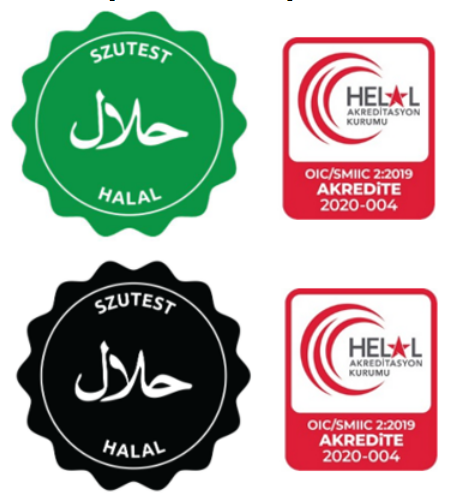 SZUTEST
حلال
HALAL
HEL★L
AKREDİTASYON
KURUMU
OIC/SMIIC 2:2019
AKREDİTE
2020-004
SZUTEST
حلال
HALAL
HEL★L
AKREDİTASYON
KURUMU
OIC/SMIIC 2:2019
AKREDİTE
2020-004